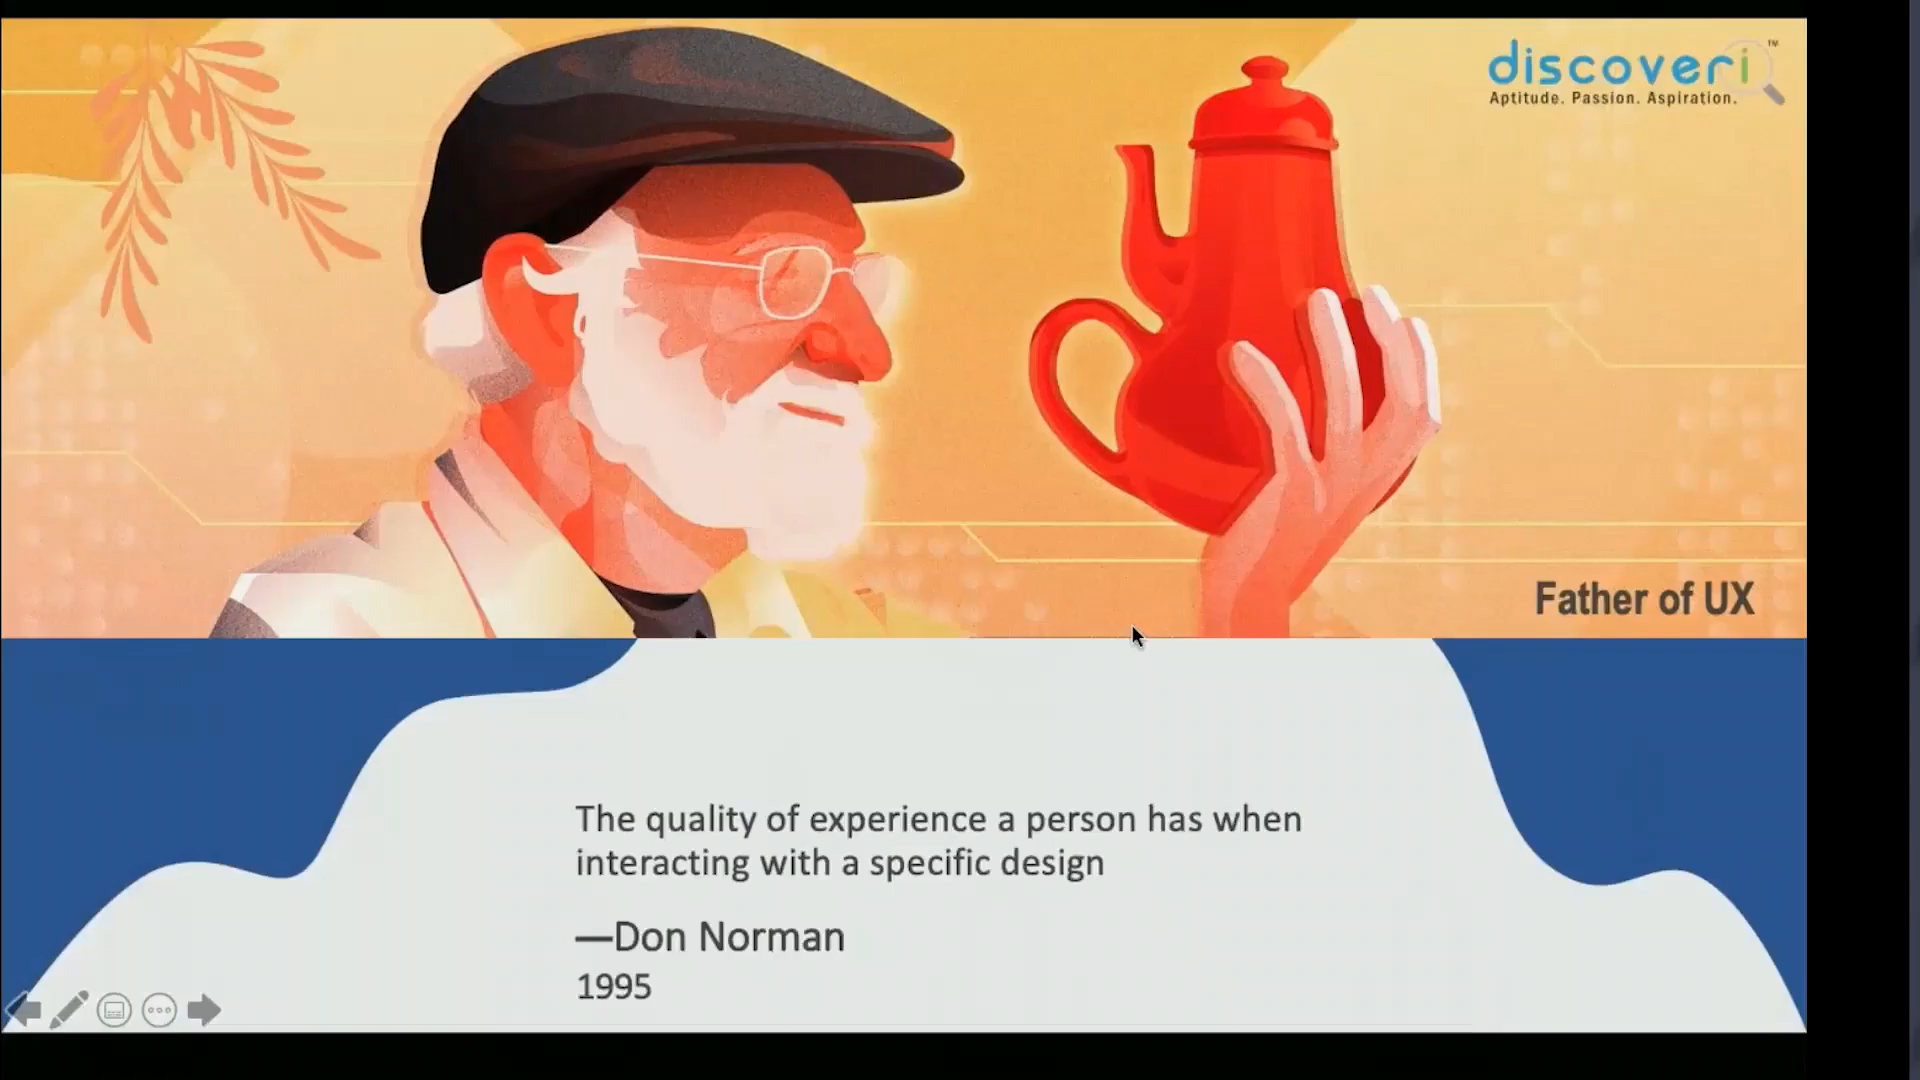 discoveri™
Aptitude. Passion. Aspiration.
Father of UX
The quality of experience a person has when
interacting with a specific design
—Don Norman
1995